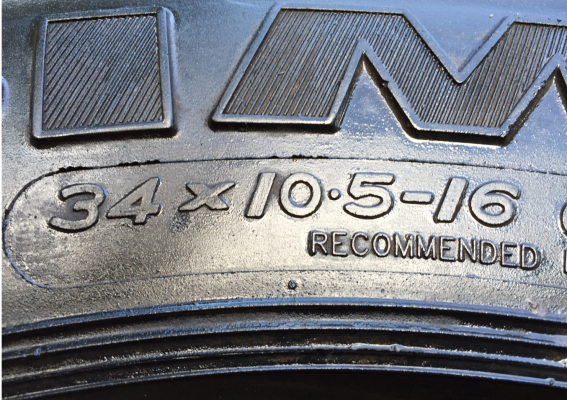 34 x 10·5-16
RECOMMENDED